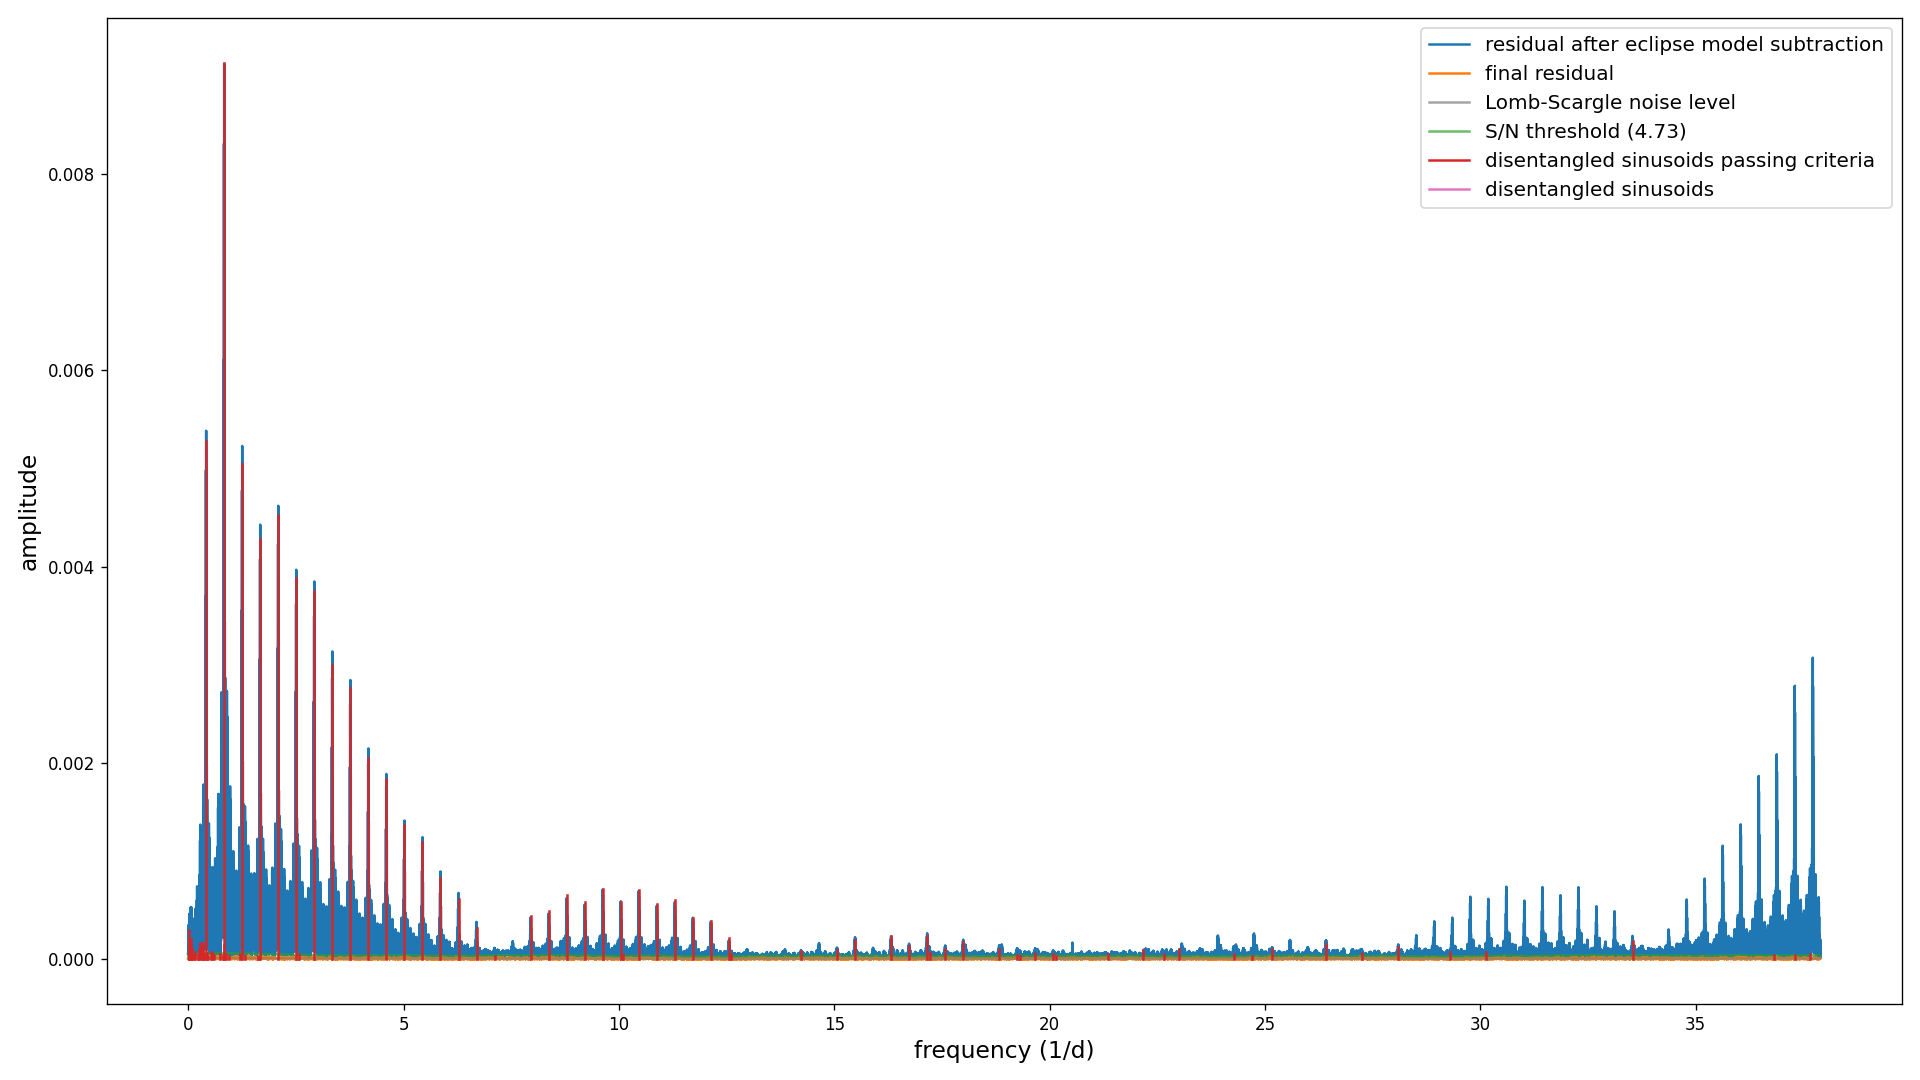 residual after eclipse model subtraction
final residual
Lomb-Scargle noise level
S/N threshold (4.73)
disentangled sinusoids passing criteria
disentangled sinusoids
amplitude
0.008
0.006
0.004
0.002
0.000
0 5 10 15 20 25 30 35
frequency (1/d)